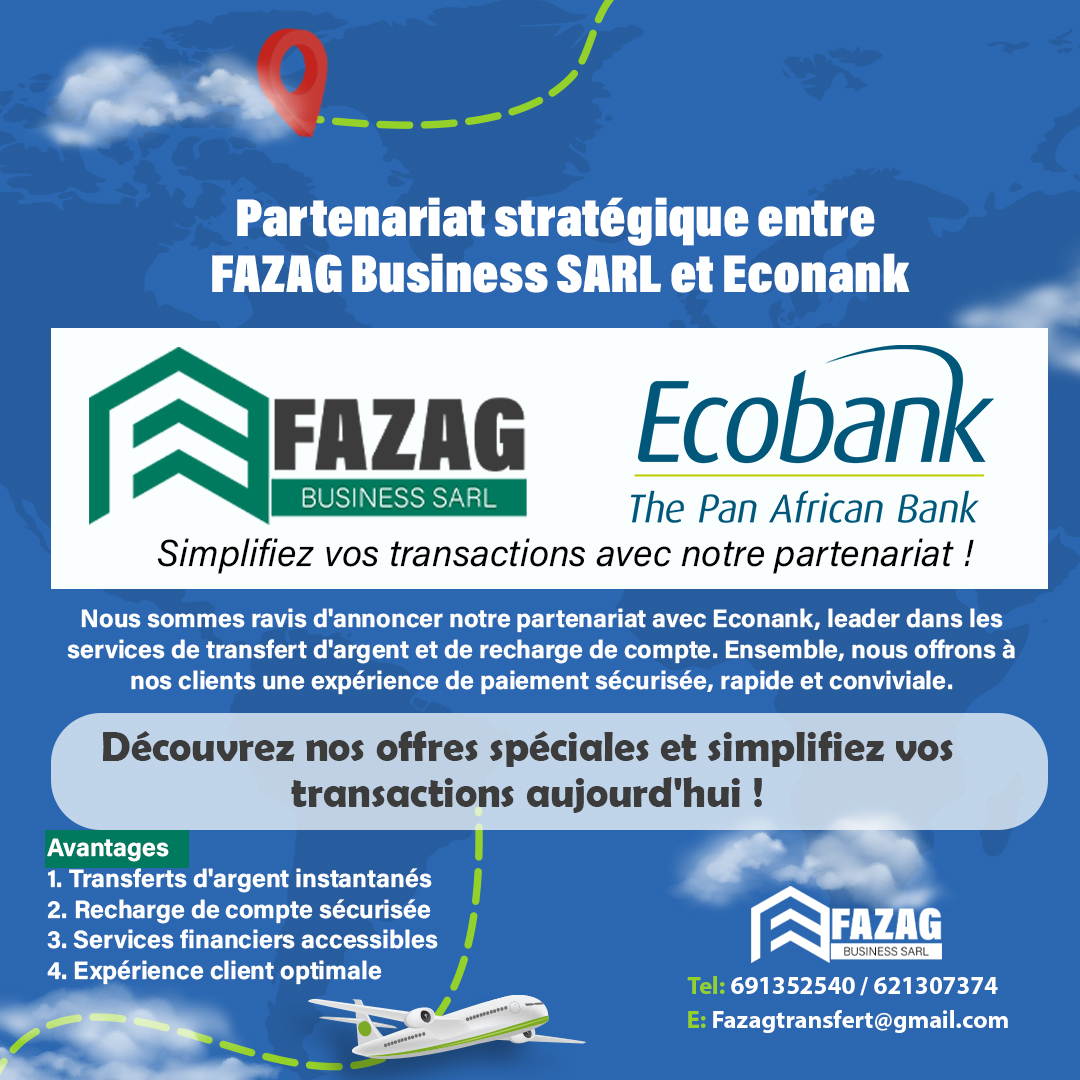 Partenariat stratégique entre
FAZAG Business SARL et Econank
FAZAG
BUSINESS SARL
Ecobank
The Pan African Bank
Simplifiez vos transactions avec notre partenariat !
Nous sommes ravis d'annoncer notre partenariat avec Econank, leader dans les
services de transfert d'argent et de recharge de compte. Ensemble, nous offrons à
nos clients une expérience de paiement sécurisée, rapide et conviviale.
Découvrez nos offres spéciales et simplifiez vos
transactions aujourd'hui !
Avantages
1. Transferts d'argent instantanés
2. Recharge de compte sécurisée
3. Services financiers accessibles
4. Expérience client optimale
FAZAG
BUSINESS SARL
Tel: 691352540 / 621307374
E: Fazagtransfert@gmail.com